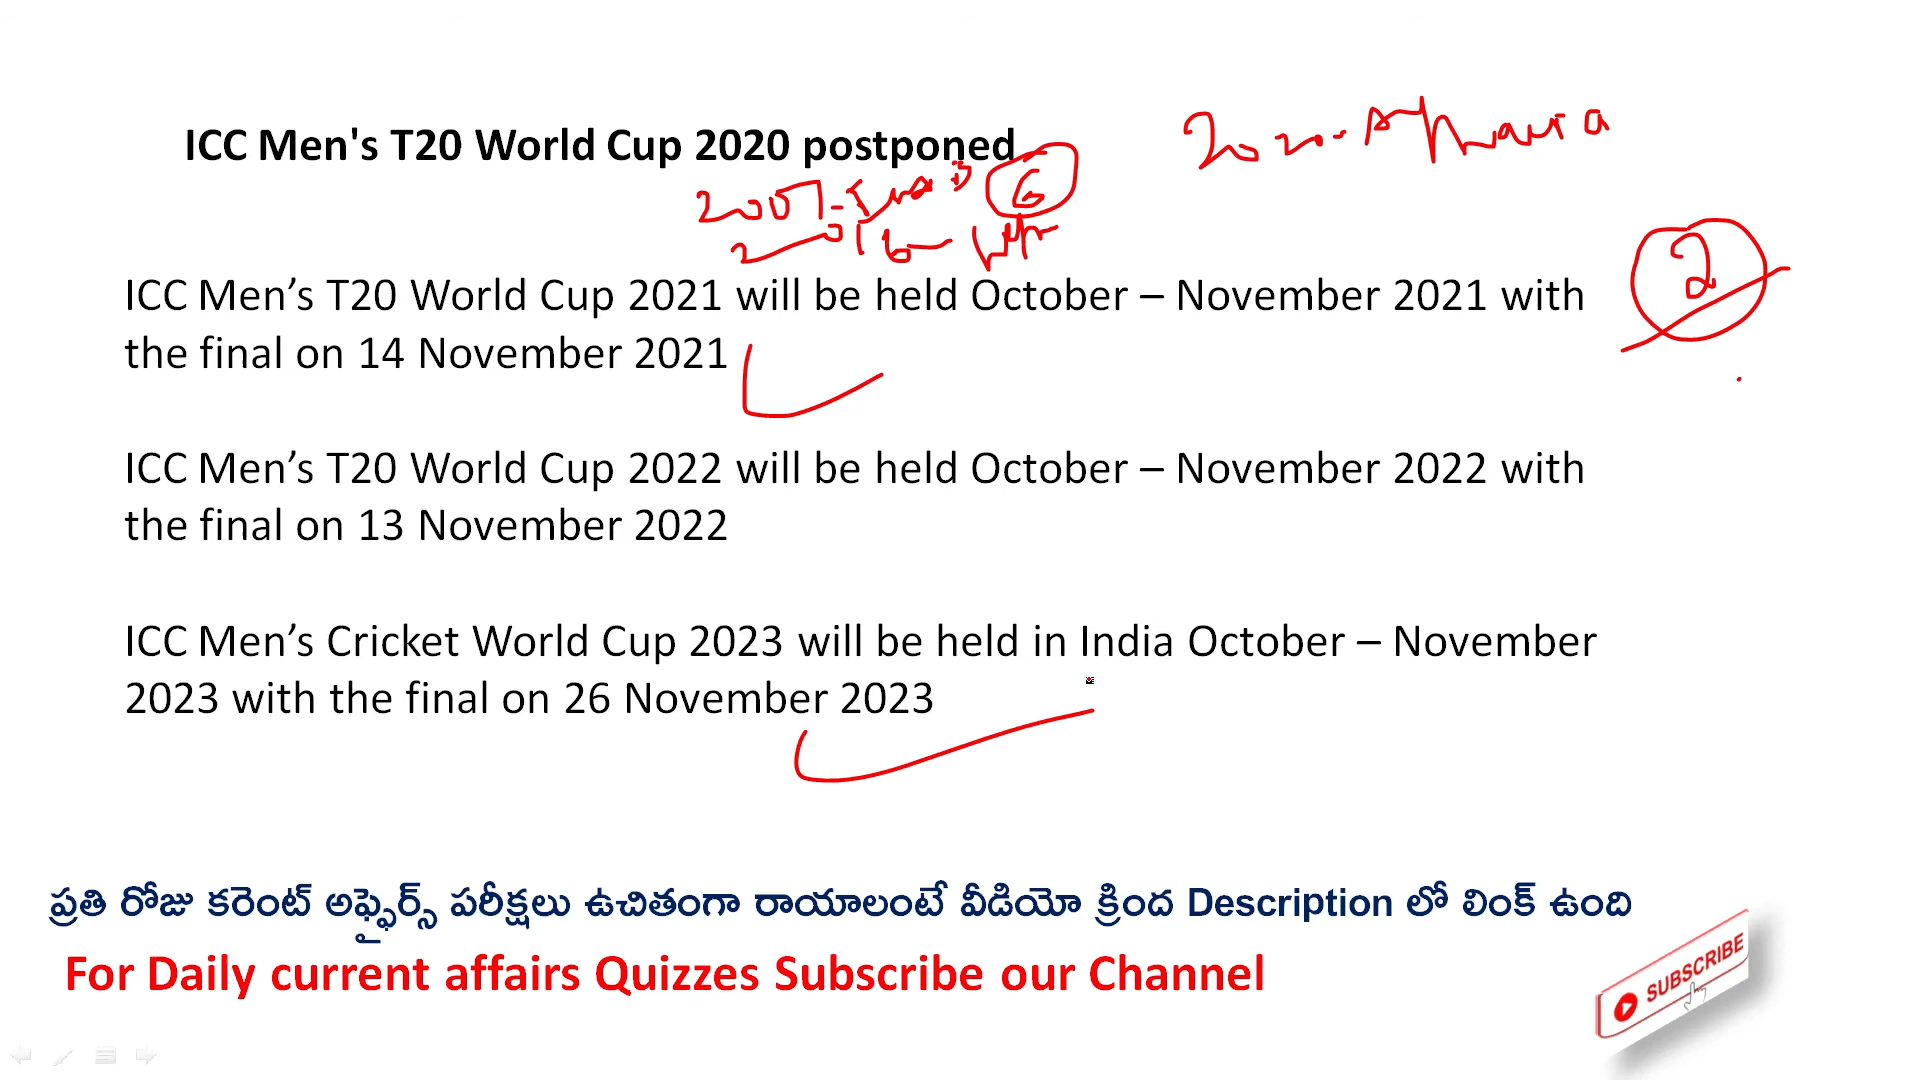 ICC Men's T20 World Cup 2020 postponed
2007-
6
2016-
2
ICC Men’s T20 World Cup 2021 will be held October – November 2021 with
the final on 14 November 2021
ICC Men’s T20 World Cup 2022 will be held October – November 2022 with
the final on 13 November 2022
ICC Men’s Cricket World Cup 2023 will be held in India October – November
2023 with the final on 26 November 2023
ప్రతి రోజు కరెంట్ అఫ్ఫైర్స్ పరీక్షలు ఉచితంగా రాయాలంటే వీడియో క్రింద Description లో లింక్ ఉంది
For Daily current affairs Quizzes Subscribe our Channel
SUBSCRIBE